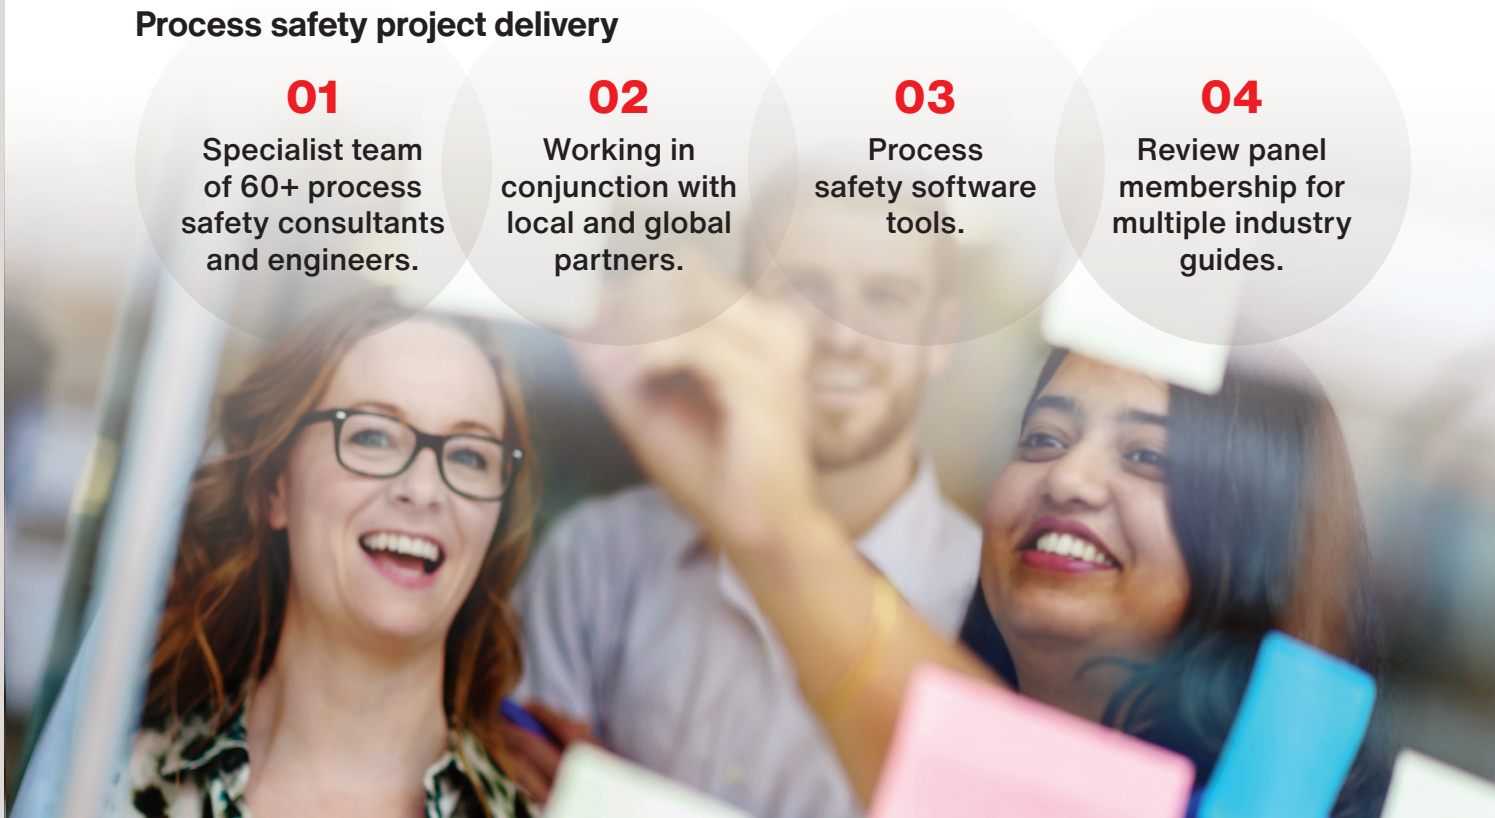 Process safety project delivery
01
Specialist team
of 60+ process
safety consultants
and engineers.
02
Working in
conjunction with
local and global
partners.
03
Process
safety software
tools.
04
Review panel
membership for
multiple industry
guides.